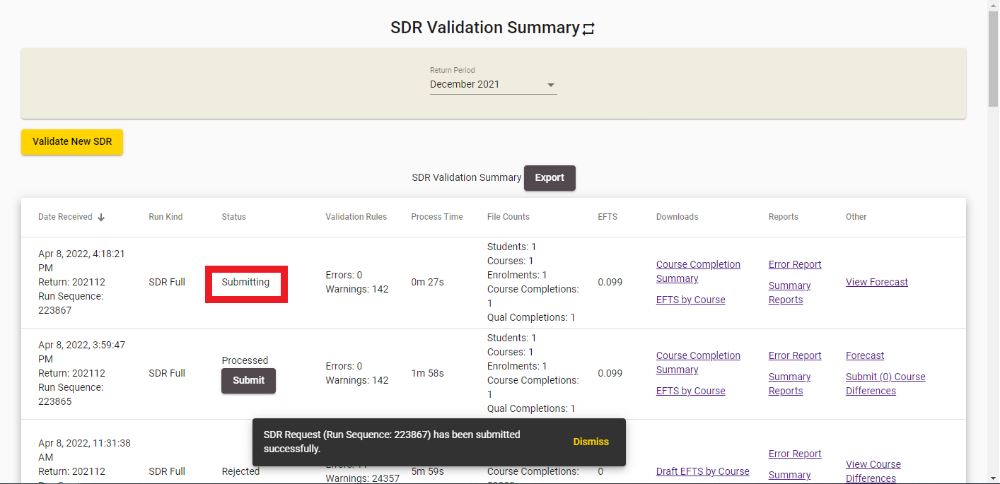 SDR Validation Summary
Return Period
December 2021
Validate New SDR
SDR Validation Summary Export
Date Received Run Kind Status Validation Rules Process Time File Counts EFTS Downloads Reports Other
Apr 8, 2022, 4:18:21
PM
Return: 202112
Run Sequence:
223867
SDR Full
Submitting
Errors: 0
Warnings: 142
0m 27s
Students: 1
Courses: 1
Enrolments: 1
Course Completions:
1
Qual Completions: 1
0.099
Course Completion
Summary
EFTS by Course
Error Report
Summary
Reports
View Forecast
Apr 8, 2022, 3:59:47
PM
Return: 202112
Run Sequence:
223865
SDR Full
Processed
Submit
Errors: 0
Warnings: 142
1m 58s
Students: 1
Courses: 1
Enrolments: 1
Course Completions:
1
Qual Completions: 1
0.099
Course Completion
Summary
EFTS by Course
Error Report
Summary
Reports
Forecast
Submit (0) Course
Differences
Apr 8, 2022, 11:31:38
AM
Return: 202112
SDR Full
Rejected
Warnings: 24357
5m 59s
Course Completions:
0
Draft EFTS by Course
Error Report
Summary
View Course
Differences
SDR Request (Run Sequence: 223867) has been submitted
successfully.
Dismiss